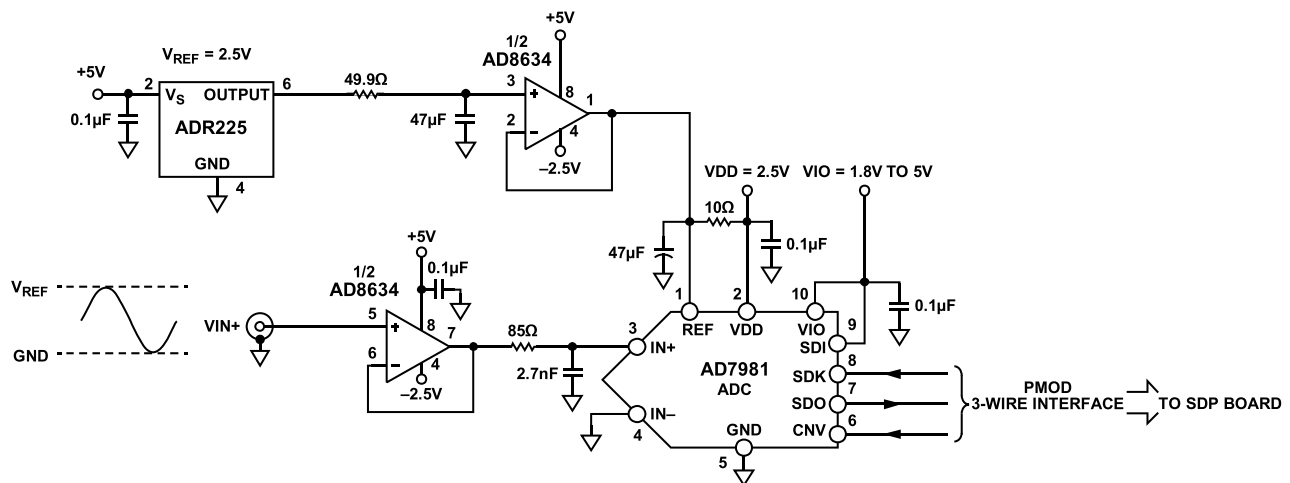 +5V
1/2
AD8634
VREF = 2.5V
+5V
2
VS
OUTPUT
6
49.9Ω
3
+
8
1
0.1µF
ADR225
47µF
2
–
4
–2.5V
GND
4
VDD = 2.5V
VIO = 1.8V TO 5V
10Ω
47µF
0.1µF
+5V
1/2
AD8634
0.1µF
VREF
GND
VIN+
5
+
8
7
6
–
4
–2.5V
85Ω
2.7nF
1
2
10
0.1µF
REF
VDD
VIO
9
SDI
3
IN+
8
SDK
AD7981
ADC
7
SDO
6
CNV
IN–
4
GND
5
PMOD
3-WIRE INTERFACE
TO SDP BOARD